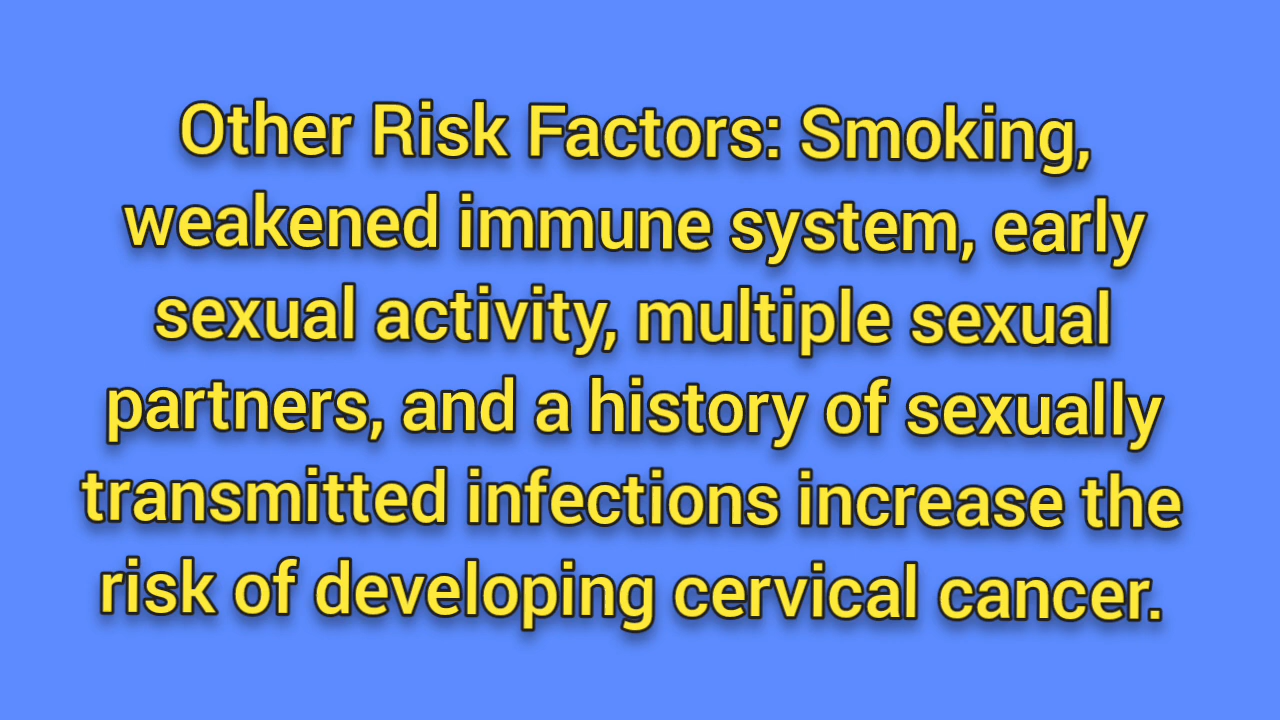 Other Risk Factors: Smoking,
weakened immune system, early
sexual activity, multiple sexual
partners, and a history of sexually
transmitted infections increase the
risk of developing cervical cancer.